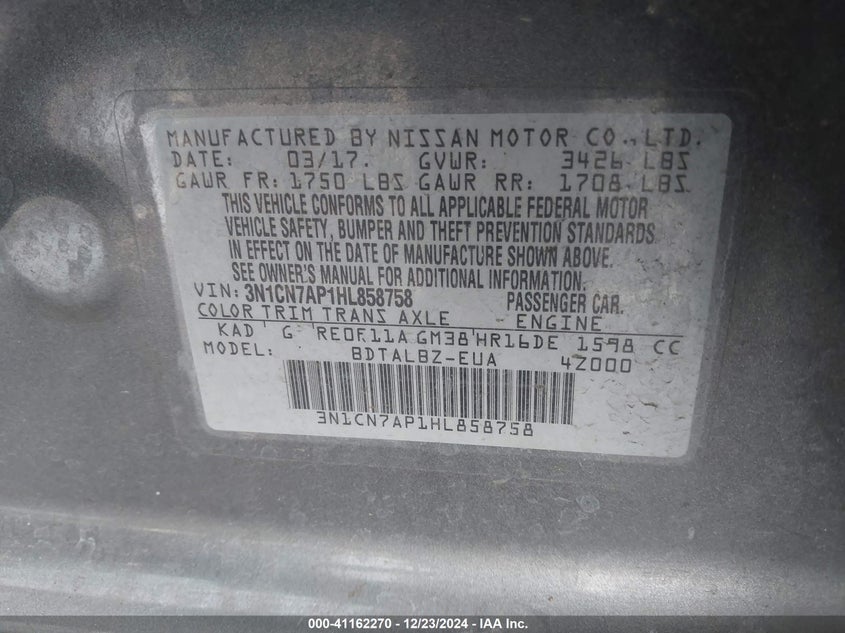 MANUFACTURED BY NISSAN MOTOR CO., LTD.
DATE: 03/17. GVWR: 3426 LBS
GAWR FR: 1750 LBS GAWR RR: 1708 LBS
THIS VEHICLE CONFORMS TO ALL APPLICABLE FEDERAL MOTOR
VEHICLE SAFETY, BUMPER AND THEFT PREVENTION STANDARDS
IN EFFECT ON THE DATE OF MANUFACTURE SHOWN ABOVE.
SEE OWNER'S MANUAL FOR ADDITIONAL INFORMATION.
VIN: 3N1CN7AP1HL858758 PASSENGER CAR.
COLOR TRIM TRANS AXLE ENGINE
KAD G RE0F11A GM38 HR16DE 1598 CC
MODEL: BDTALBZ-EUA 4Z000
3N1CN7AP1HL858758
000-41162270 - 12/23/2024 - IAA Inc.